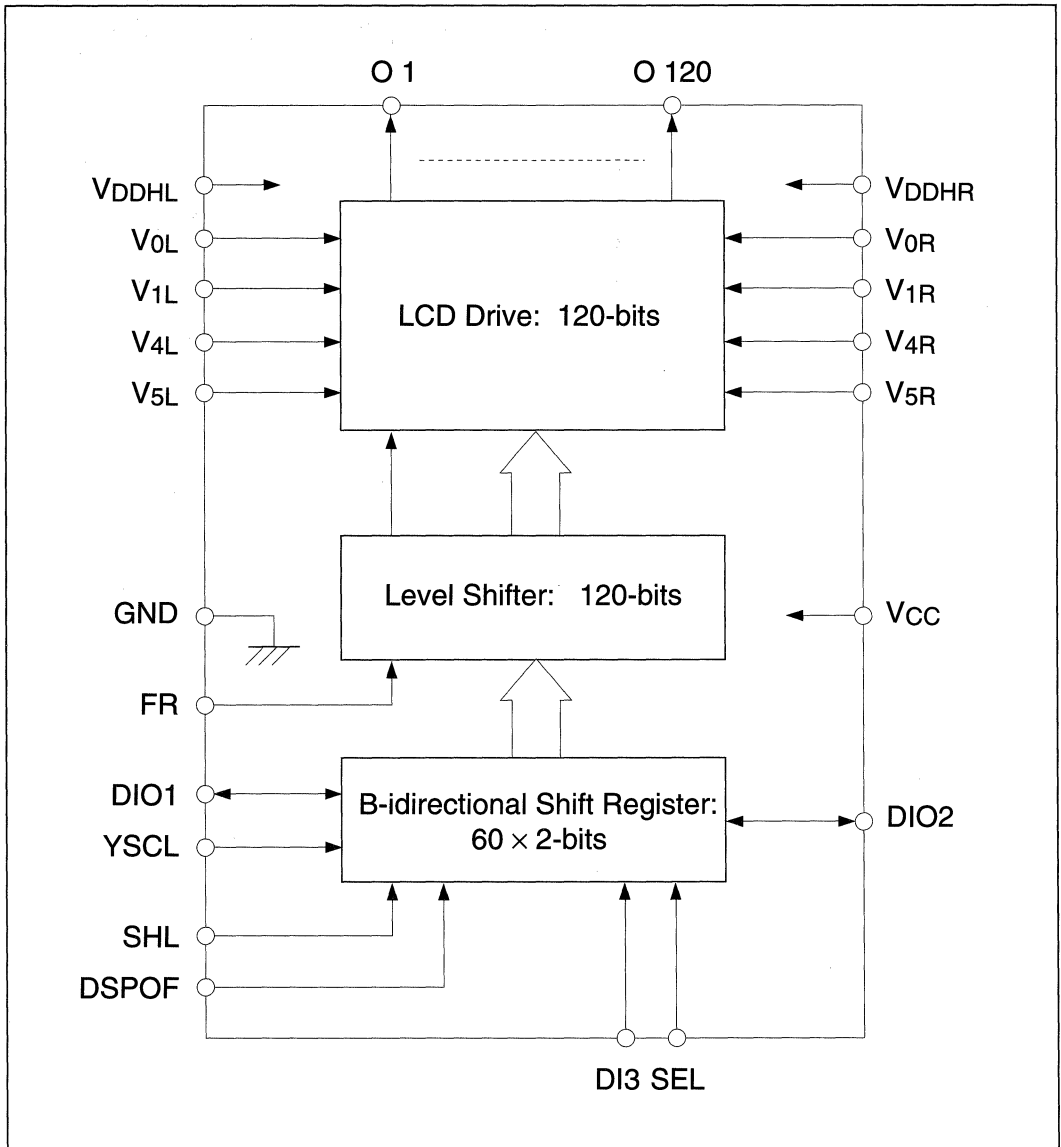 O 1
O 120
VDDHL
VDDHR
V0L
V0R
V1L
V1R
LCD Drive: 120-bits
V4L
V4R
V5L
V5R
Level Shifter: 120-bits
GND
VCC
FR
DIO1
B-idirectional Shift Register:
60 × 2-bits
DIO2
YSCL
SHL
DSPOF
DI3 SEL